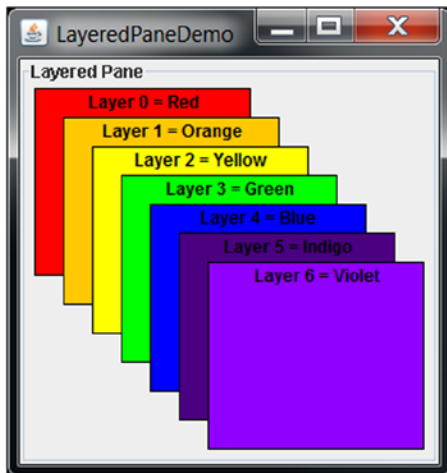 LayeredPaneDemo
Layered Pane
Layer 0 = Red
Layer 1 = Orange
Layer 2 = Yellow
Layer 3 = Green
Layer 4 = Blue
Layer 5 = Indigo
Layer 6 = Violet